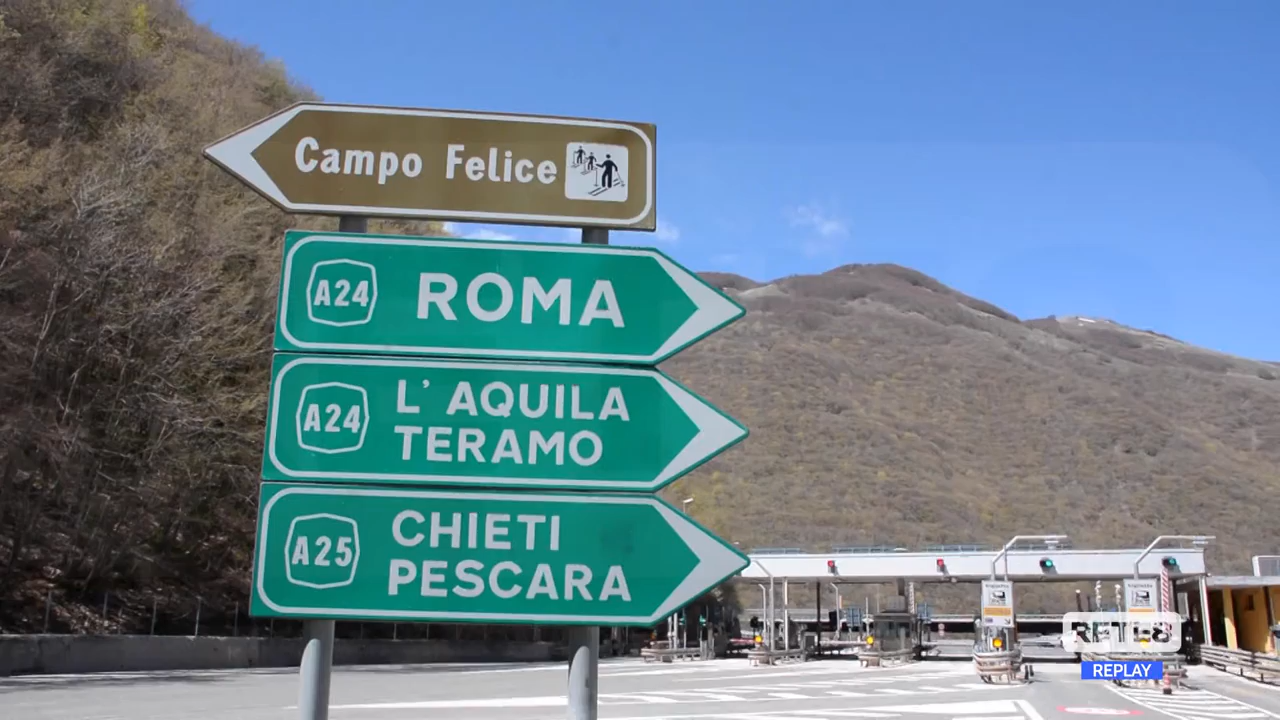 Campo Felice
A24
ROMA
A24
L' AQUILA
TERAMO
A25
CHIETI
PESCARA
RETE8
REPLAY